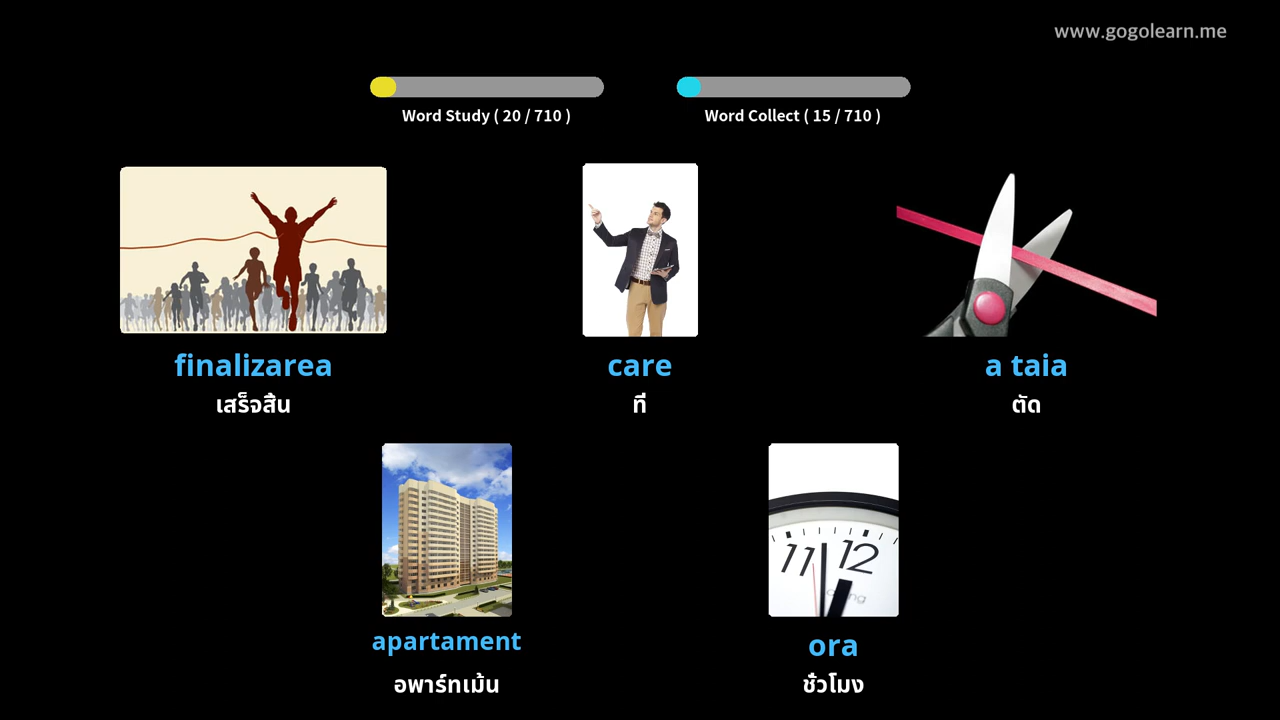 www.gogolearn.me
Word Study ( 20 / 710 )
Word Collect ( 15 / 710 )
finalizarea
เสร็จสิ้น
care
ที่
a taia
ตัด
11 12
apartament
อพาร์ทเม้น
ora
ชั่วโมง